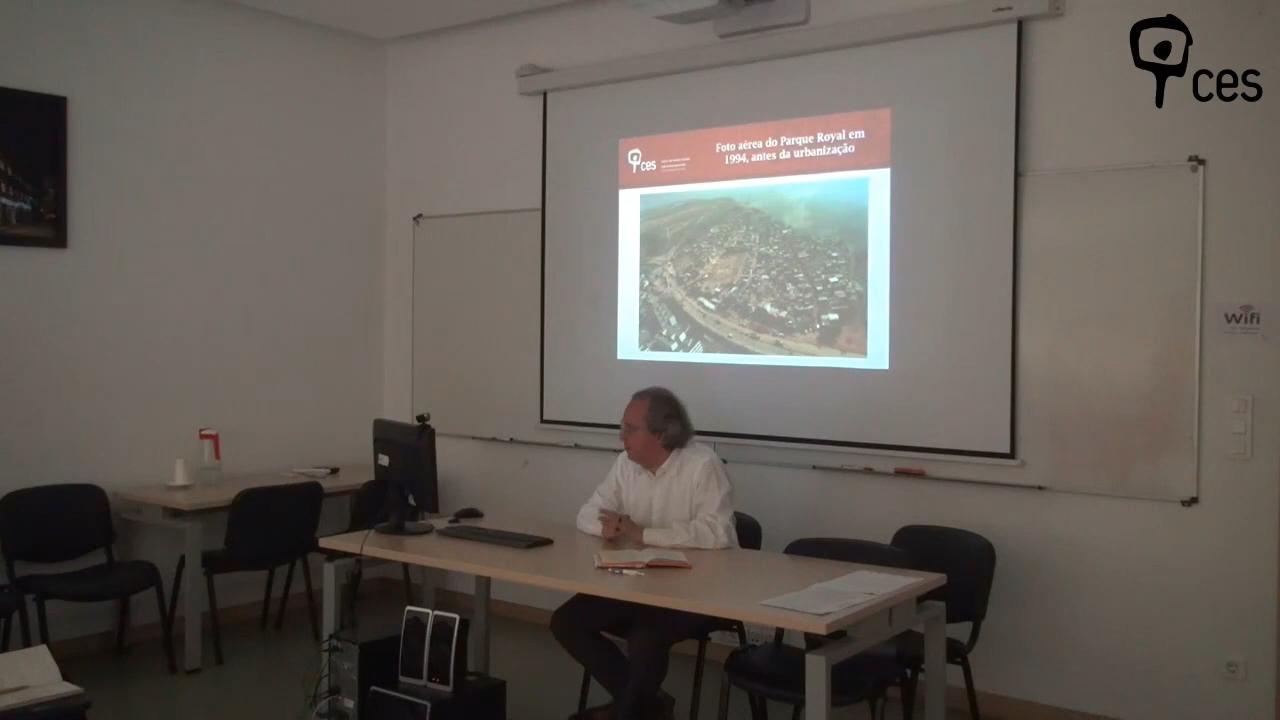 ces
Foto aérea do Parque Royal em
1994, antes da urbanização
ces
wifi